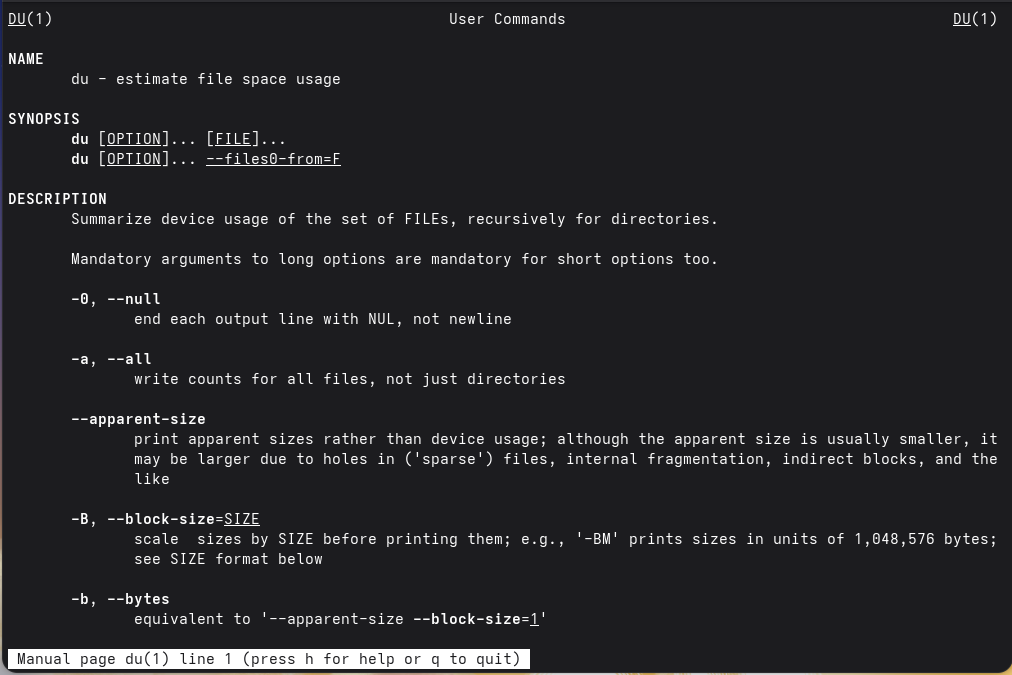 DU(1) User Commands DU(1)
NAME
du - estimate file space usage
SYNOPSIS
du [OPTION]... [FILE]...
du [OPTION]... --files0-from=F
DESCRIPTION
Summarize device usage of the set of FILEs, recursively for directories.
Mandatory arguments to long options are mandatory for short options too.
-0, --null
end each output line with NUL, not newline
-a, --all
write counts for all files, not just directories
--apparent-size
print apparent sizes rather than device usage; although the apparent size is usually smaller, it
may be larger due to holes in ('sparse') files, internal fragmentation, indirect blocks, and the
like
-B, --block-size=SIZE
scale  sizes by SIZE before printing them; e.g., '-BM' prints sizes in units of 1,048,576 bytes;
see SIZE format below
-b, --bytes
equivalent to '--apparent-size --block-size=1'
Manual page du(1) line 1 (press h for help or q to quit)